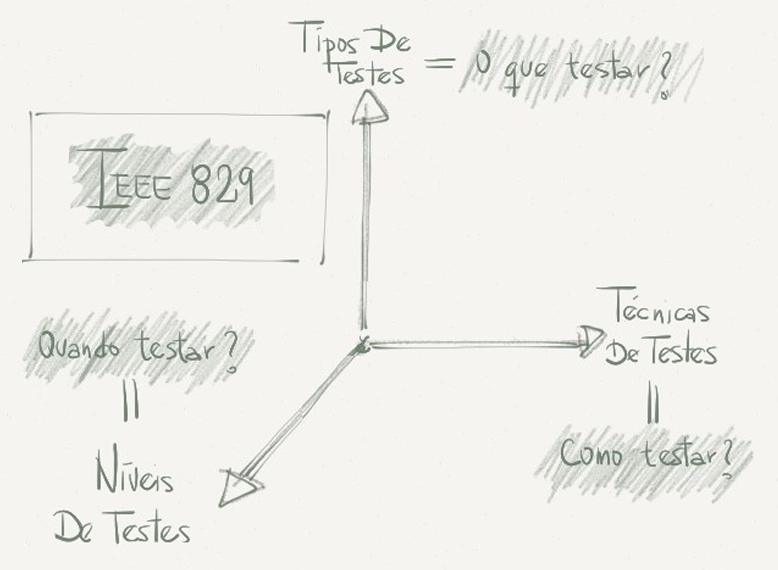 Tipos De
Testes = O que testar?
IEEE 829
Quando testar?
=
Níveis
De Testes
Técnicas
De Testes
=
Como testar?